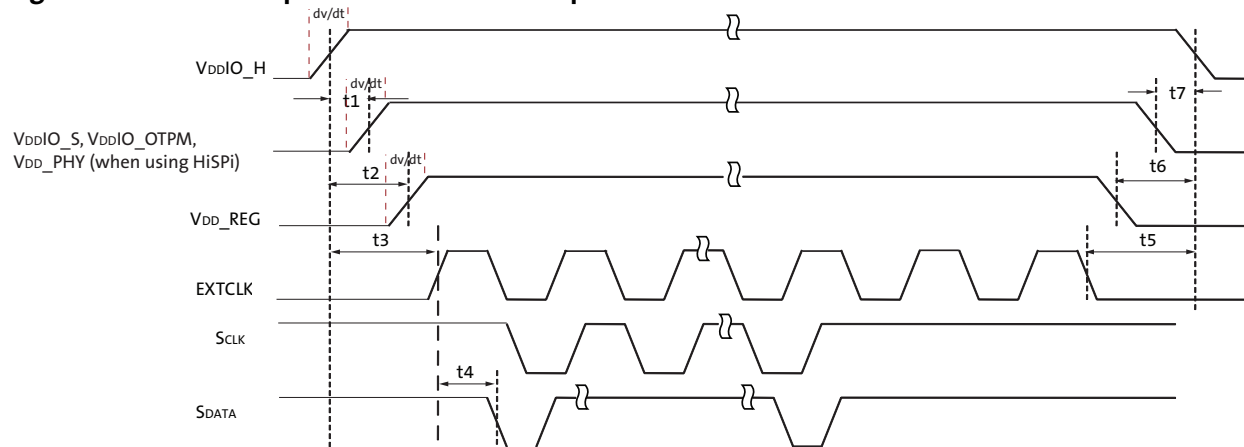 dv/dt
VDDIO_H
dv/dt
t1
t7
VDDIO_S, VDDIO_OTPM,
VDD_PHY (when using HiSPi)
dv/dt
t2
t6
VDD_REG
t3
t5
EXTCLK
SCLK
t4
SDATA